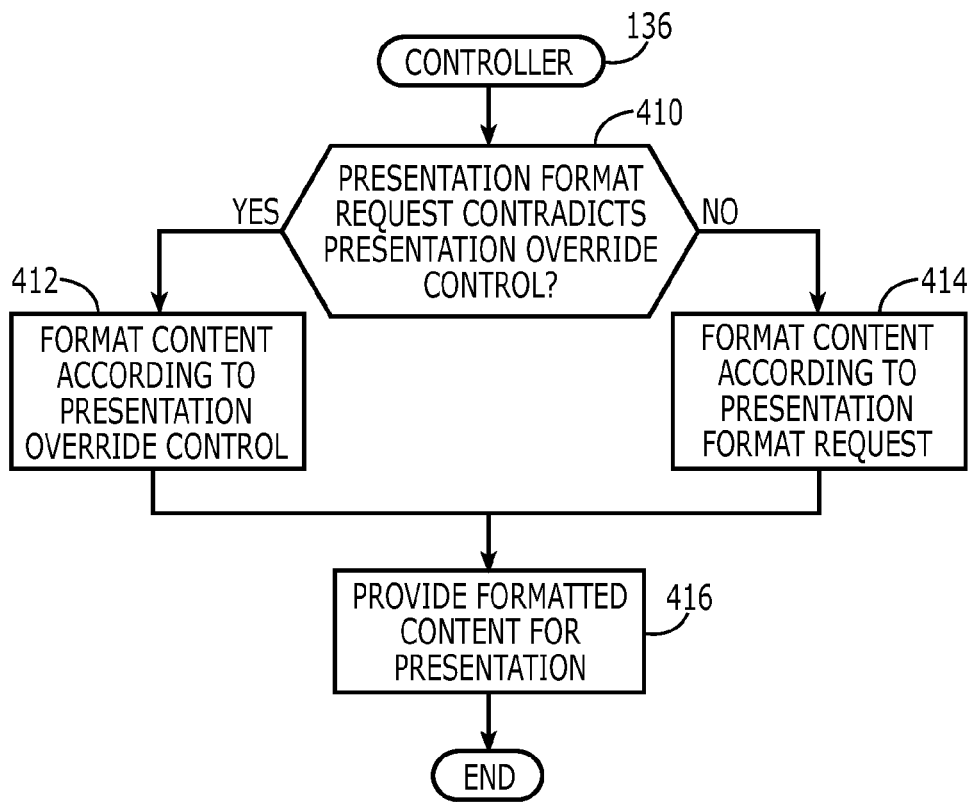 CONTROLLER
136
410
PRESENTATION FORMAT
REQUEST CONTRADICTS
PRESENTATION OVERRIDE
CONTROL?
YES
NO
412
FORMAT CONTENT
ACCORDING TO
PRESENTATION
OVERRIDE CONTROL
414
FORMAT CONTENT
ACCORDING TO
PRESENTATION
FORMAT REQUEST
PROVIDE FORMATTED
CONTENT FOR
PRESENTATION
416
END